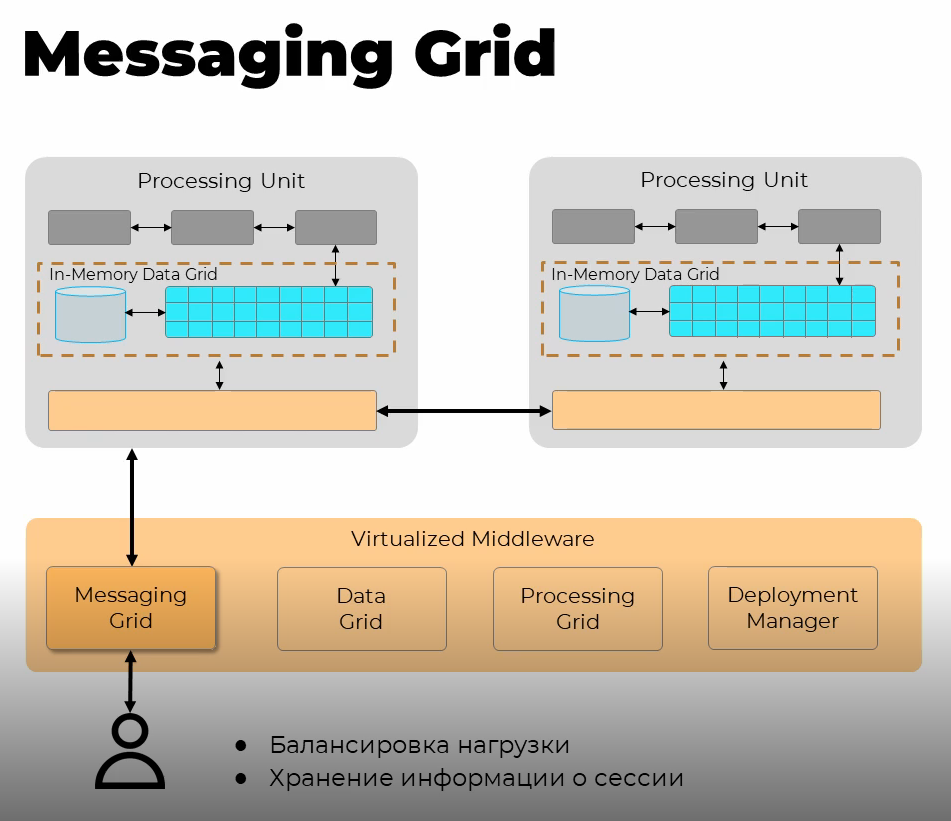 Messaging Grid
Processing Unit
Processing Unit
In-Memory Data Grid
In-Memory Data Grid
Virtualized Middleware
Messaging
Grid
Data
Grid
Processing
Grid
Deployment
Manager
● Балансировка нагрузки
● Хранение информации о сессии